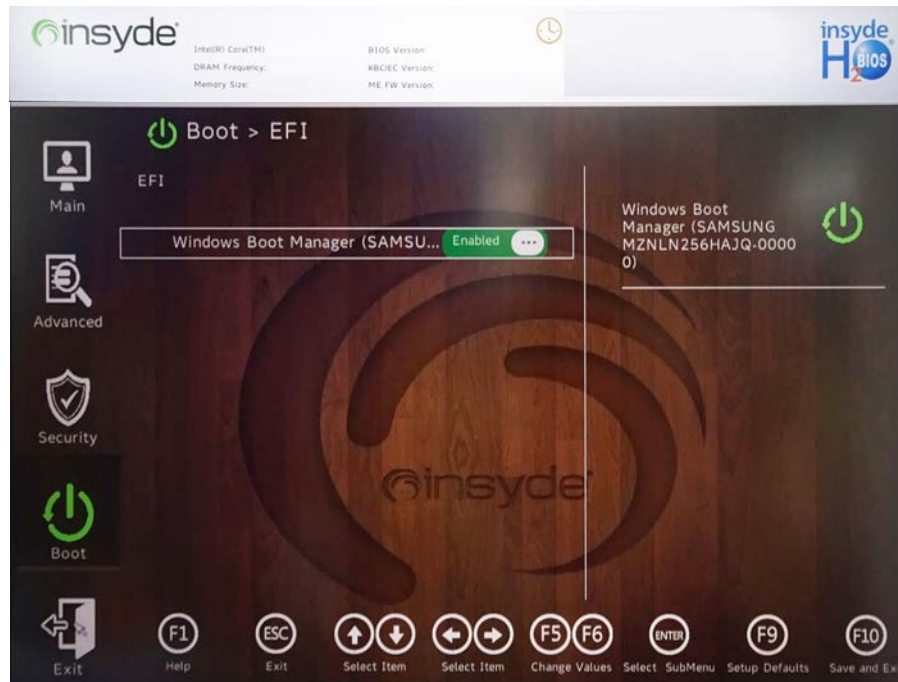 insyde
Intel(R) Core(TM)
BIOS Version:
DRAM Frequency:
KBC/EC Version:
Memory Size:
ME FW Version:
insyde
H2O BIOS
Boot > EFI
EFI
Main
Windows Boot Manager (SAMSU... Enabled
Windows Boot
Manager (SAMSUNG
MZNLN256HAJQ-0000
0)
Advanced
Security
insyde
Boot
F1
ESC
F5 F6
ENTER
F9
F10
Exit
Help
Exit
Select Item
Select Item
Change Values
Select SubMenu
Setup Defaults
Save and Ex